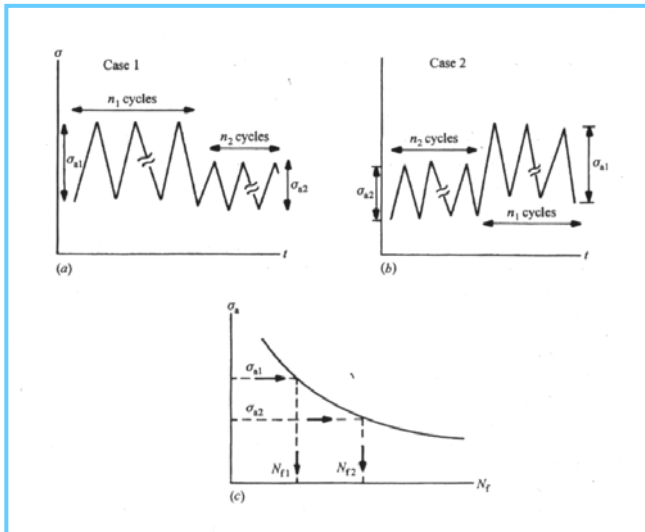 σ
Case 1
n1 cycles
n2 cycles
σa1
σa2
t
(a)
Case 2
n2 cycles
σa2
σa1
n1 cycles
t
(b)
σa
σa1
σa2
Nf1
Nf2
Nf
(c)